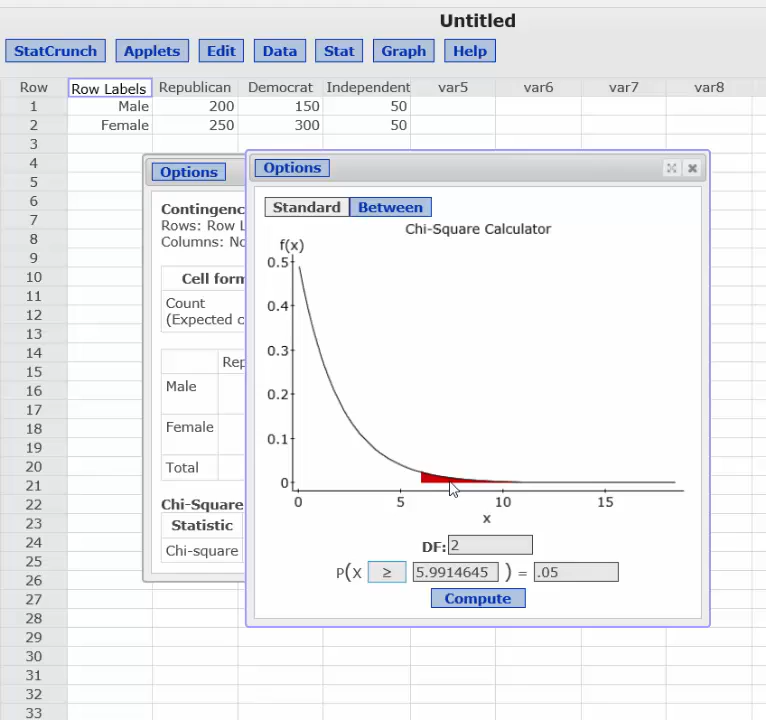 Untitled
StatCrunch Applets Edit Data Stat Graph Help
Row Row Labels Republican Democrat Independent var5 var6 var7 var8
1 Male 200 150 50
2 Female 250 300 50
3
4
5
6
7
8
9
10
11
12
13
14
15
16
17
18
19
20
21
22
23
24
25
26
27
28
29
30
31
32
33
Options
Contingenc
Rows: Row L
Columns: No
Cell form
Count
(Expected c
Rep
Male
Female
Total
Chi-Square
Statistic
Chi-square
Options
Standard Between
Chi-Square Calculator
f(x)
0.5
0.4
0.3
0.2
0.1
0
0 5 10 15
x
DF: 2
P(X ≥ 5.9914645 ) = .05
Compute